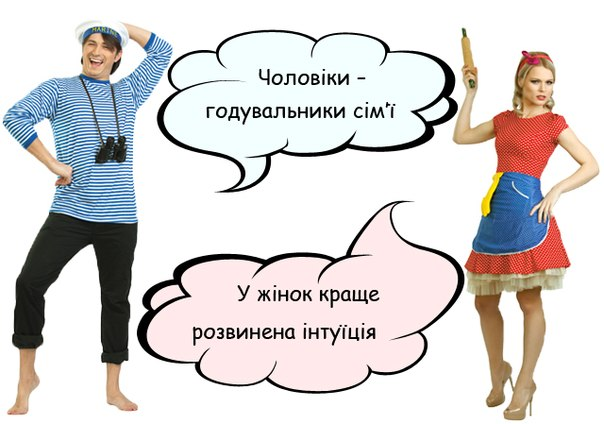 Чоловіки –
годувальники сім'ї
У жінок краще
розвинена інтуїція